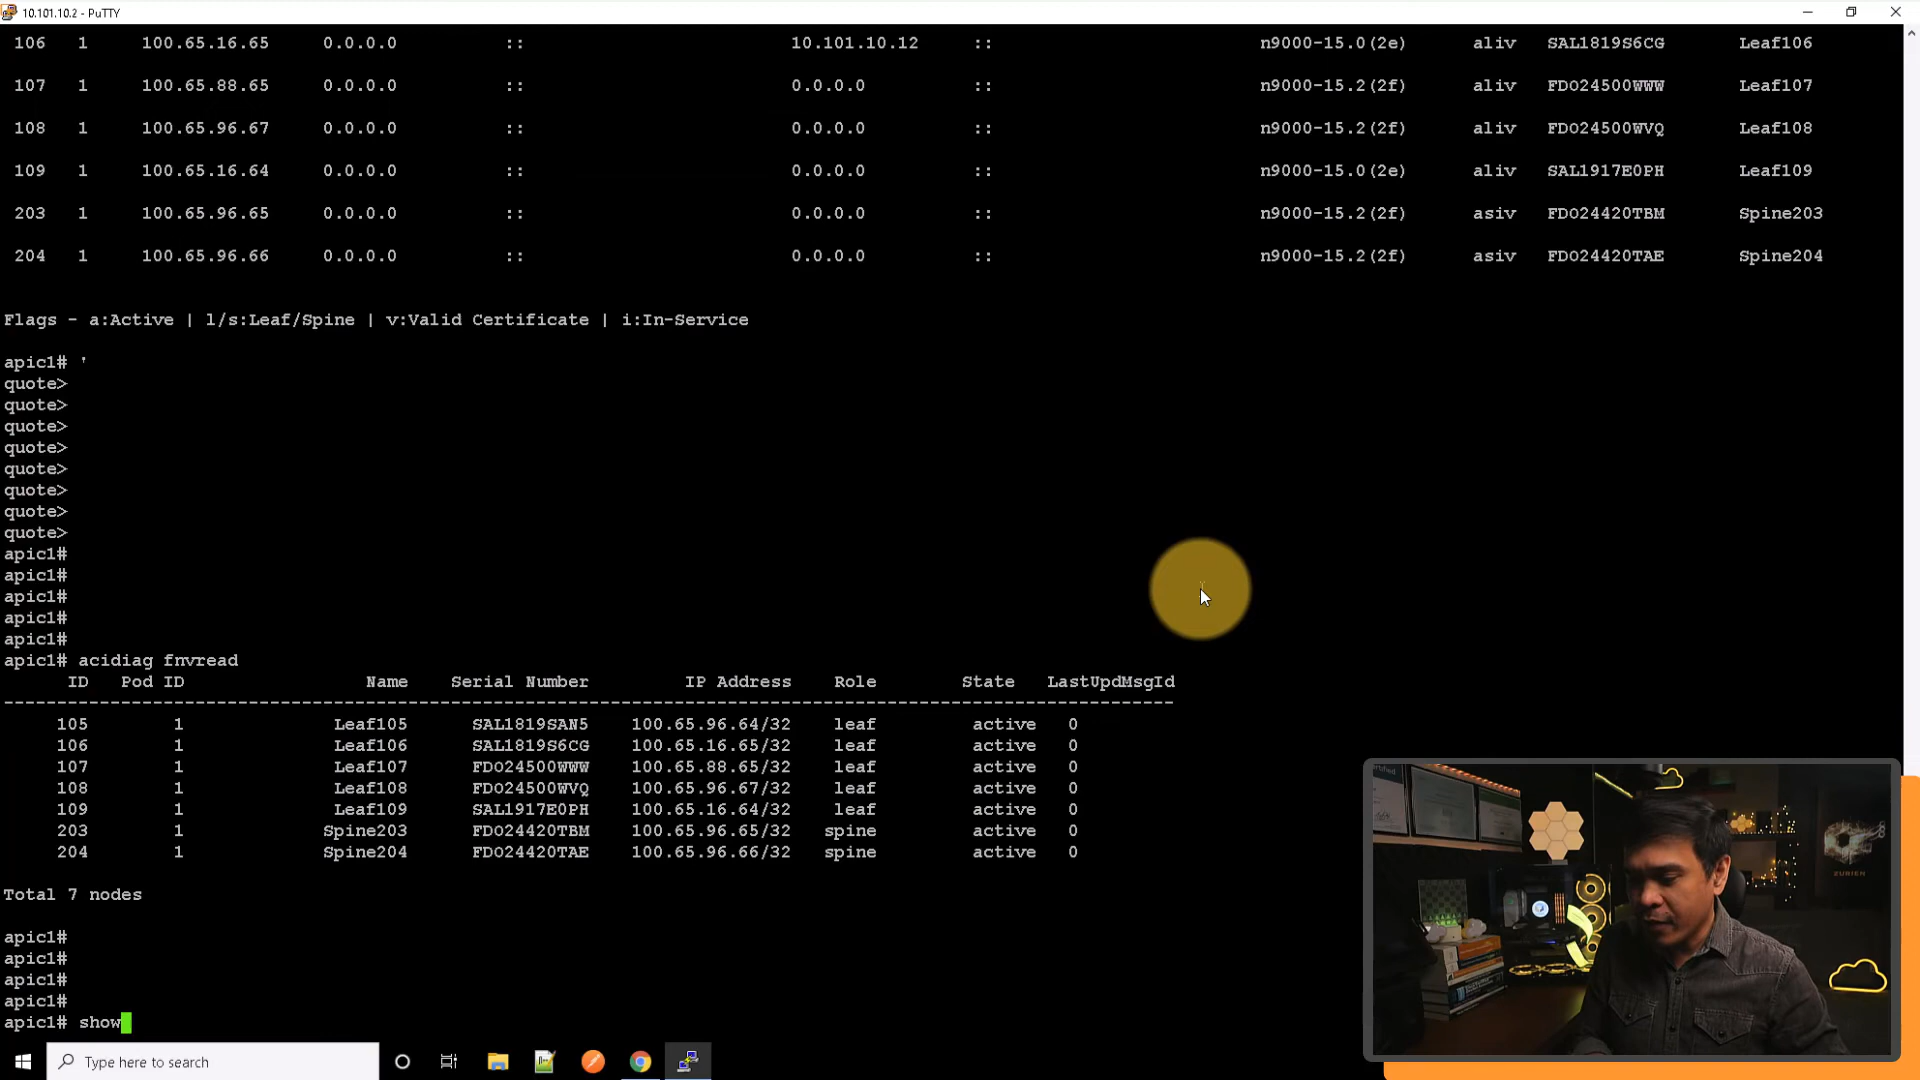 10.101.10.2 - PuTTY
106 1 100.65.16.65 0.0.0.0 :: 10.101.10.12 :: n9000-15.0(2e) aliv SAL1819S6CG Leaf106
107 1 100.65.88.65 0.0.0.0 :: 0.0.0.0 :: n9000-15.2(2f) aliv FDO24500WWW Leaf107
108 1 100.65.96.67 0.0.0.0 :: 0.0.0.0 :: n9000-15.2(2f) aliv FDO24500WVQ Leaf108
109 1 100.65.16.64 0.0.0.0 :: 0.0.0.0 :: n9000-15.0(2e) aliv SAL1917E0PH Leaf109
203 1 100.65.96.65 0.0.0.0 :: 0.0.0.0 :: n9000-15.2(2f) asiv FDO24420TBM Spine203
204 1 100.65.96.66 0.0.0.0 :: 0.0.0.0 :: n9000-15.2(2f) asiv FDO24420TAE Spine204
Flags - a:Active | l/s:Leaf/Spine | v:Valid Certificate | i:In-Service
apic1# '
quote>
quote>
quote>
quote>
quote>
quote>
quote>
quote>
apic1#
apic1#
apic1#
apic1#
apic1#
apic1# acidiag fnvread
ID Pod ID Name Serial Number IP Address Role State LastUpdMsgId
--------------------------------------------------------------------------------------------------------------
105 1 Leaf105 SAL1819SAN5 100.65.96.64/32 leaf active 0
106 1 Leaf106 SAL1819S6CG 100.65.16.65/32 leaf active 0
107 1 Leaf107 FDO24500WWW 100.65.88.65/32 leaf active 0
108 1 Leaf108 FDO24500WVQ 100.65.96.67/32 leaf active 0
109 1 Leaf109 SAL1917E0PH 100.65.16.64/32 leaf active 0
203 1 Spine203 FDO24420TBM 100.65.96.65/32 spine active 0
204 1 Spine204 FDO24420TAE 100.65.96.66/32 spine active 0
Total 7 nodes
apic1#
apic1#
apic1#
apic1#
apic1# show
Type here to search